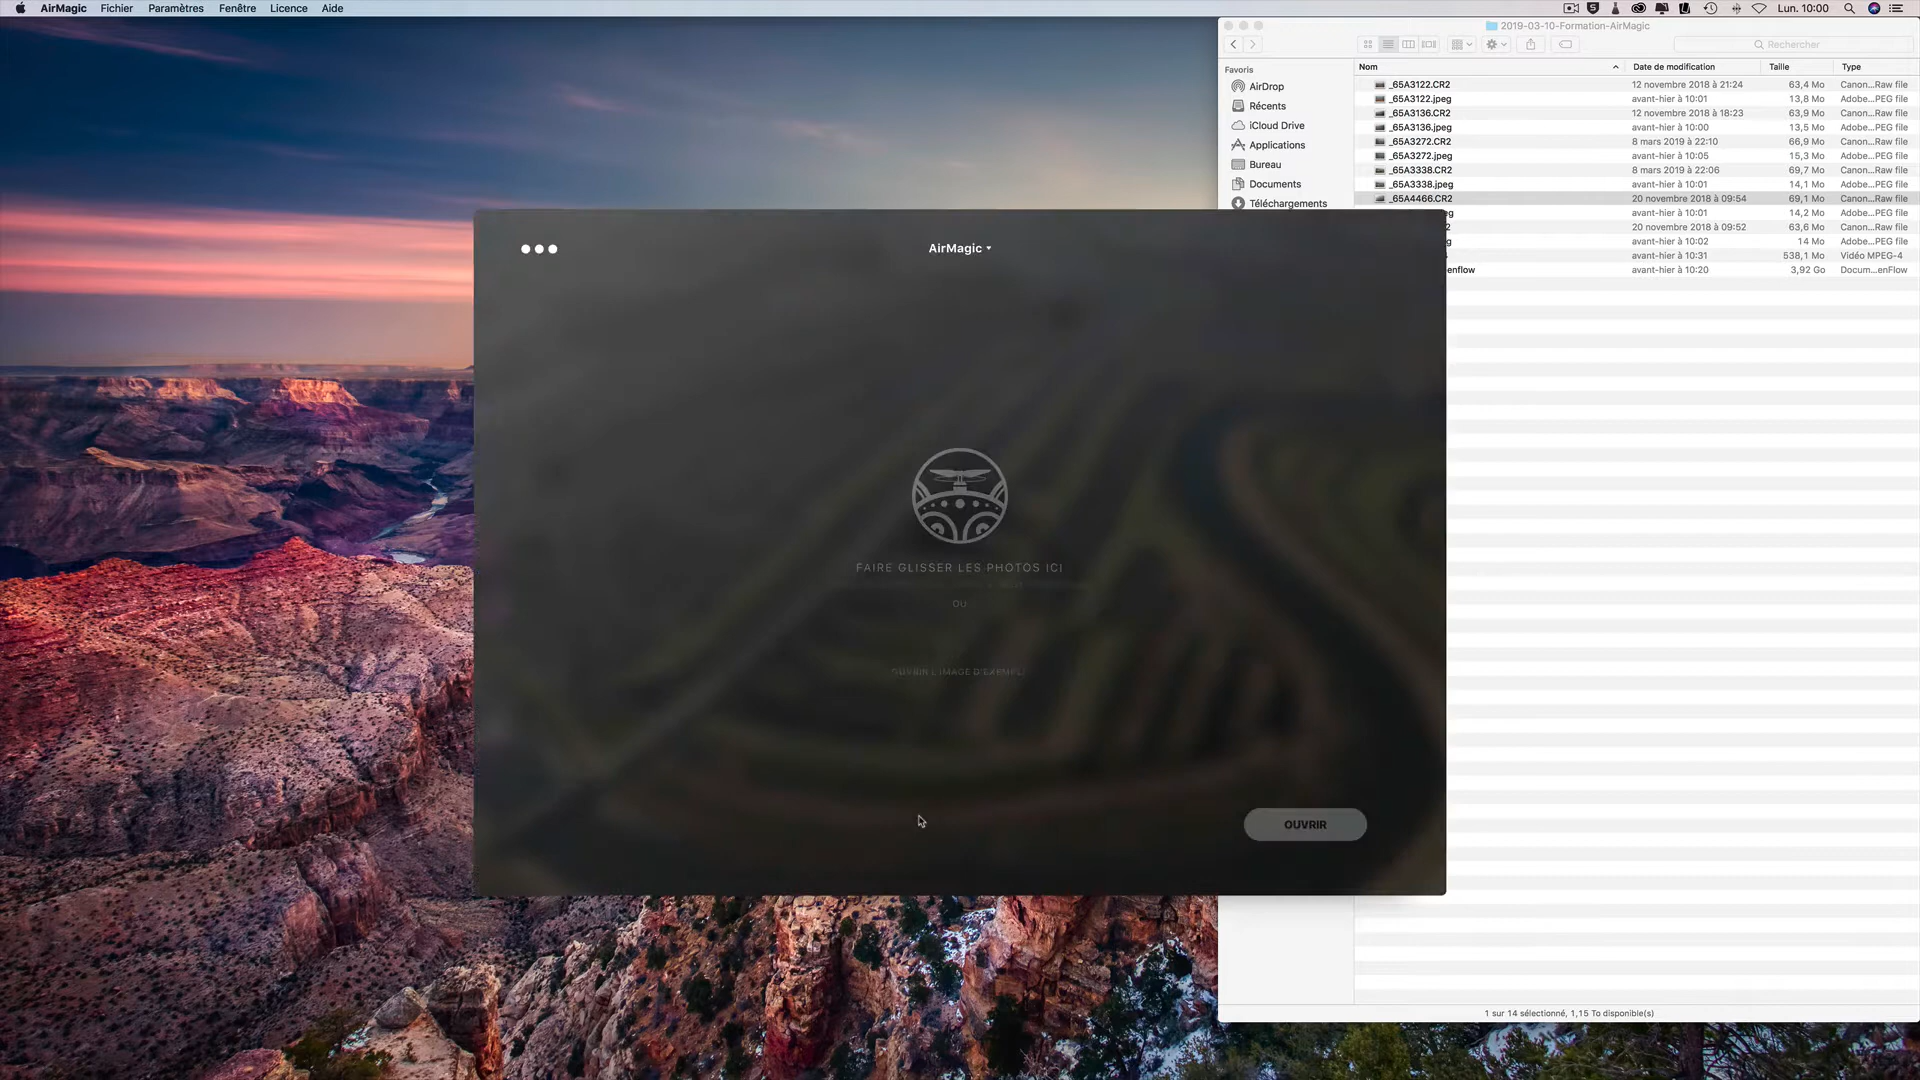 AirMagic Fichier Paramètres Fenêtre Licence Aide
Lun. 10:00
2019-03-10-Formation-AirMagic
Rechercher
Favoris
AirDrop
Récents
iCloud Drive
Applications
Bureau
Documents
Téléchargements
Nom Date de modification Taille Type
_65A3122.CR2 12 novembre 2018 à 21:24 63,4 Mo Canon...Raw file
_65A3122.jpeg avant-hier à 10:01 13,8 Mo Adobe...PEG file
_65A3136.CR2 12 novembre 2018 à 18:23 63,9 Mo Canon...Raw file
_65A3136.jpeg avant-hier à 10:00 13,5 Mo Adobe...PEG file
_65A3272.CR2 8 mars 2019 à 22:10 66,9 Mo Canon...Raw file
_65A3272.jpeg avant-hier à 10:05 15,3 Mo Adobe...PEG file
_65A3338.CR2 8 mars 2019 à 22:06 69,7 Mo Canon...Raw file
_65A3338.jpeg avant-hier à 10:01 14,1 Mo Adobe...PEG file
_65A4466.CR2 20 novembre 2018 à 09:54 69,1 Mo Canon...Raw file
g avant-hier à 10:01 14,2 Mo Adobe...PEG file
2 20 novembre 2018 à 09:52 63,6 Mo Canon...Raw file
g avant-hier à 10:02 14 Mo Adobe...PEG file
avant-hier à 10:31 538,1 Mo Vidéo MPEG-4
enflow avant-hier à 10:20 3,92 Go Docum...enFlow
AirMagic
FAIRE GLISSER LES PHOTOS ICI
OU
OUVRIR L'IMAGE D'EXEMPLE
OUVRIR
1 sur 14 sélectionné, 1,15 To disponible(s)